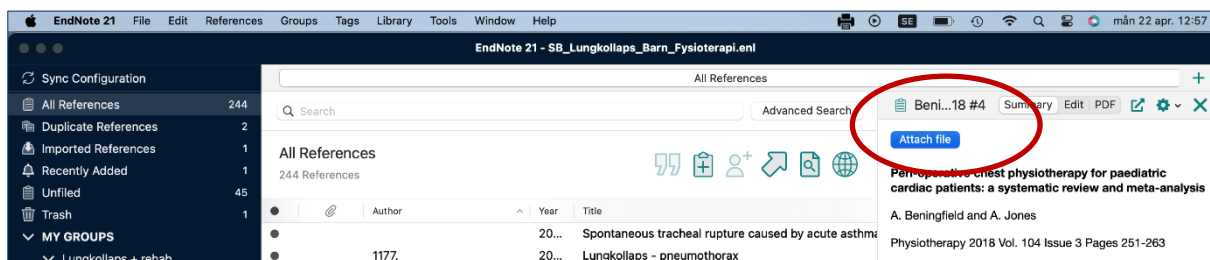 EndNote 21 File Edit References Groups Tags Library Tools Window Help SE mån 22 apr. 12:57
EndNote 21 - SB_Lungkollaps_Barn_Fysioterapi.enl
Sync Configuration
All References
All References 244
Duplicate References 2
Imported References 1
Recently Added 1
Unfiled 45
Trash 1
MY GROUPS
Lungkollaps + rehab
Search
Advanced Search
All References
244 References
Author Year Title
20... Spontaneous tracheal rupture caused by acute asthma
1177. 20... Lungkollaps - pneumothorax
Beni...18 #4 Summary Edit PDF
Attach file
Peri-operative chest physiotherapy for paediatric
cardiac patients: a systematic review and meta-analysis
A. Beningfield and A. Jones
Physiotherapy 2018 Vol. 104 Issue 3 Pages 251-263